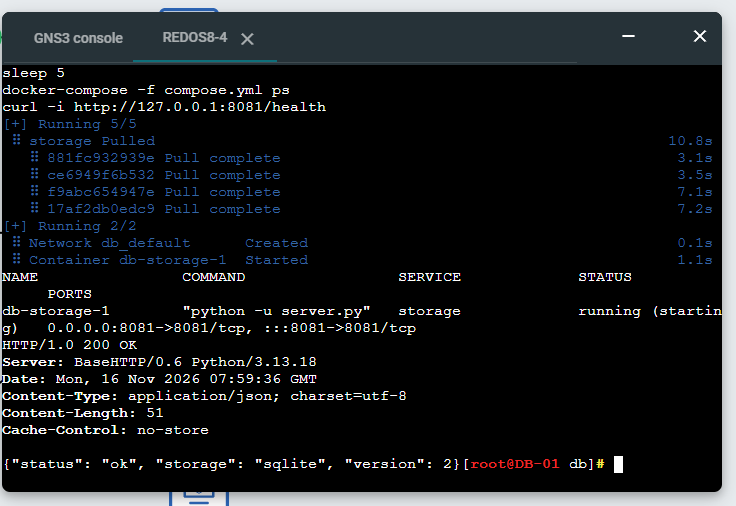 GNS3 console REDOS8-4
sleep 5
docker-compose -f compose.yml ps
curl -i http://127.0.0.1:8081/health
[+] Running 5/5
⠿ storage Pulled 10.8s
⠿ 881fc932939e Pull complete 3.1s
⠿ ce6949f6b532 Pull complete 3.5s
⠿ f9abc654947e Pull complete 7.1s
⠿ 17af2db0edc9 Pull complete 7.2s
[+] Running 2/2
⠿ Network db_default Created 0.1s
⠿ Container db-storage-1 Started 1.1s
NAME COMMAND SERVICE STATUS
PORTS
db-storage-1 "python -u server.py" storage running (startin
g) 0.0.0.0:8081->8081/tcp, :::8081->8081/tcp
HTTP/1.0 200 OK
Server: BaseHTTP/0.6 Python/3.13.18
Date: Mon, 16 Nov 2026 07:59:36 GMT
Content-Type: application/json; charset=utf-8
Content-Length: 51
Cache-Control: no-store
{"status": "ok", "storage": "sqlite", "version": 2}[root@DB-01 db]#